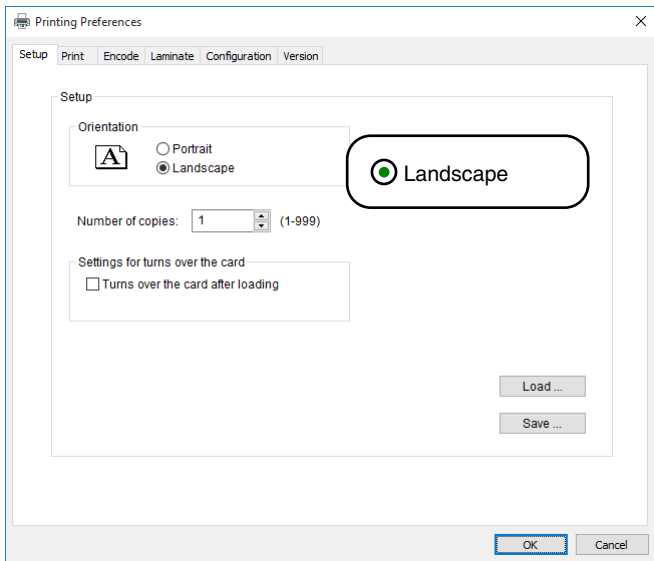 Printing Preferences
Setup Print Encode Laminate Configuration Version
Setup
Orientation
A
Portrait
Landscape
Landscape
Number of copies: 1 (1-999)
Settings for turns over the card
Turns over the card after loading
Load ...
Save ...
OK Cancel